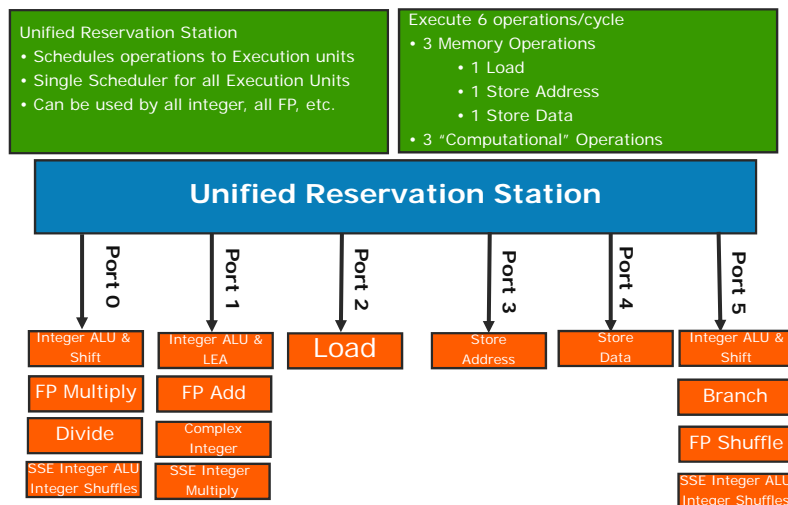 Unified Reservation Station
• Schedules operations to Execution units
• Single Scheduler for all Execution Units
• Can be used by all integer, all FP, etc.
Execute 6 operations/cycle
• 3 Memory Operations
• 1 Load
• 1 Store Address
• 1 Store Data
• 3 "Computational" Operations
Unified Reservation Station
Port 0
Port 1
Port 2
Port 3
Port 4
Port 5
Integer ALU &
Shift
FP Multiply
Divide
SSE Integer ALU
Integer Shuffles
Integer ALU &
LEA
FP Add
Complex
Integer
SSE Integer
Multiply
Load
Store
Address
Store
Data
Integer ALU &
Shift
Branch
FP Shuffle
SSE Integer ALU
Integer Shuffles